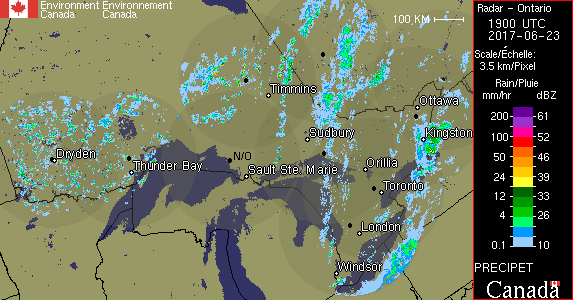 Environment Environnement
Canada Canada
100 KM
Timmins
Ottawa
Sudbury
Kingston
Dryden
Thunder Bay
N/O
Sault Ste. Marie
Orillia
Toronto
London
Windsor
Radar - Ontario
1900 UTC
2017-06-23
Scale/Échelle:
3.5 km/Pixel
Rain/Pluie
mm/hr dBZ
200 61
100 52
50 46
24 39
12 33
4 26
0.1 10
PRECIPET
Canada